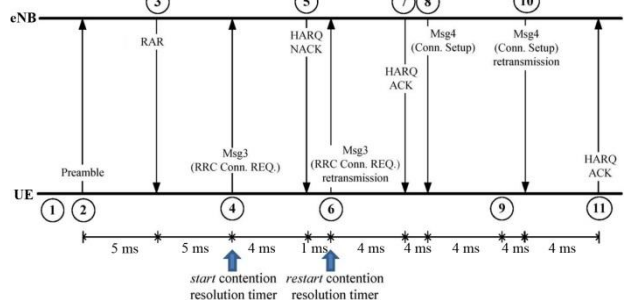 3 5 7 8 10
eNB
RAR
HARQ
NACK
Msg4
(Conn. Setup)
Msg4
(Conn. Setup)
retransmission
HARQ
ACK
Preamble
Msg3
(RRC Conn. REQ.)
Msg3
(RRC Conn. REQ.)
retransmission
HARQ
ACK
UE
1 2 4 6 9 11
5 ms 5 ms 4 ms 1 ms 4 ms 4 ms 4 ms 4 ms 4 ms
start contention
resolution timer
restart contention
resolution timer